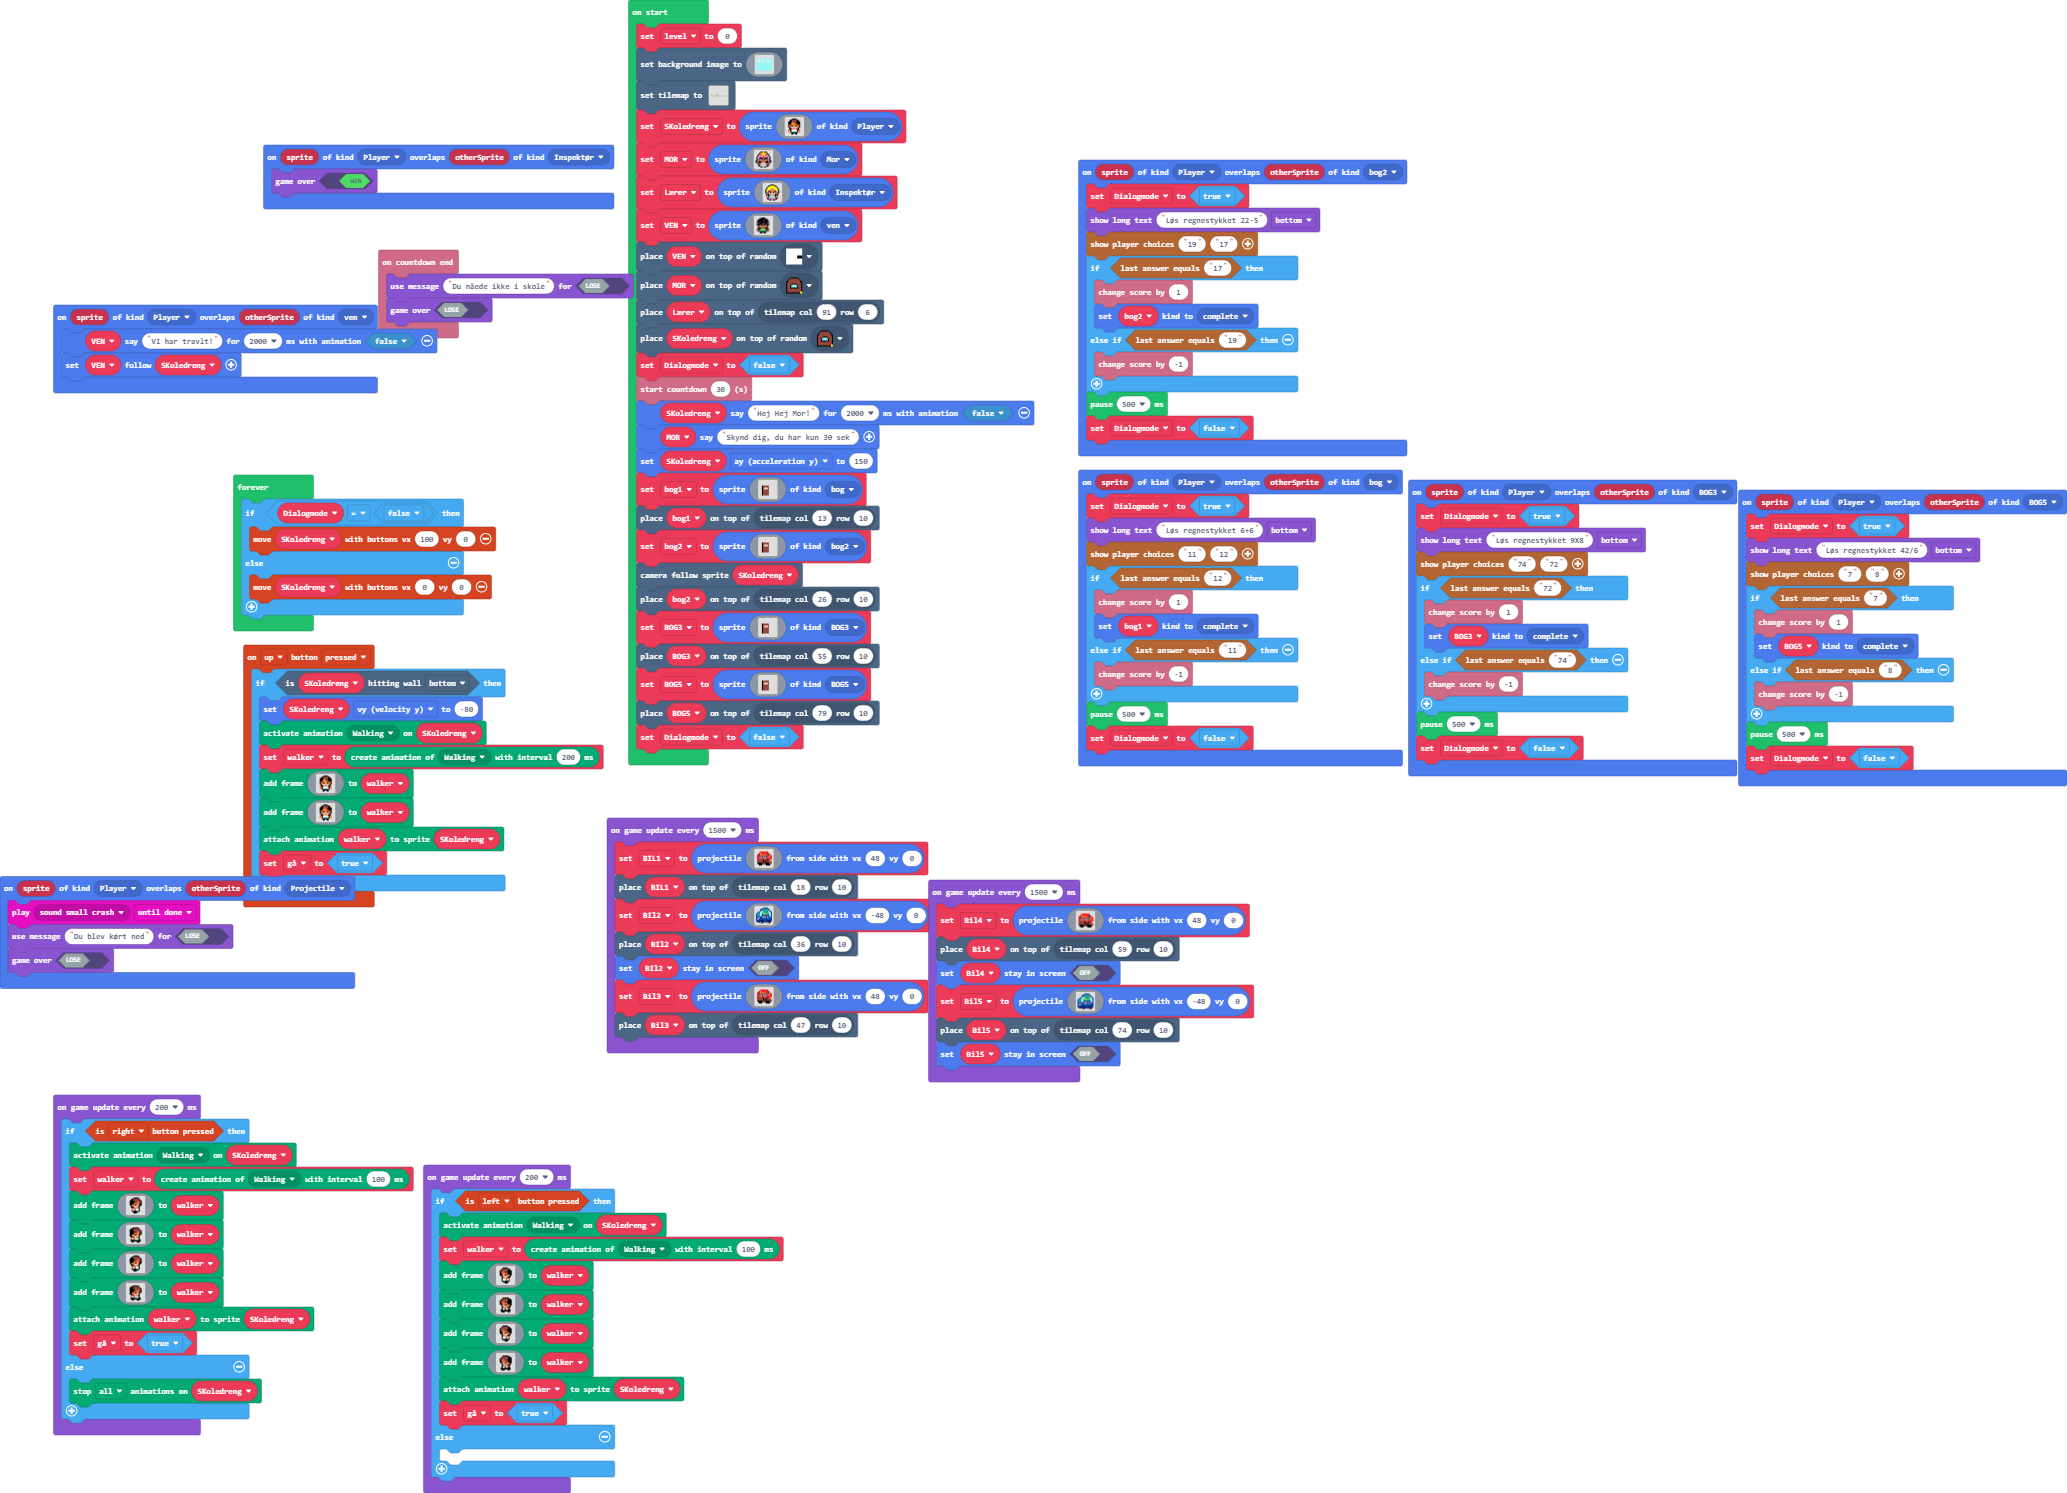 on start
set level to 0
set background image to
set tilemap to
set SKoledreng to sprite of kind Player
set MOR to sprite of kind Mor
set Lærer to sprite of kind Inspektør
set VEN to sprite of kind ven
place VEN on top of random
place MOR on top of random
place Lærer on top of tilemap col 91 row 6
place SKoledreng on top of random
set Dialogmode to false
start countdown 30 (s)
SKoledreng say "Hej Hej Mor!" for 2000 ms with animation false
MOR say "Skynd dig, du har kun 30 sek"
set SKoledreng ay (acceleration y) to 150
set bog1 to sprite of kind bog
place bog1 on top of tilemap col 13 row 10
set bog2 to sprite of kind bog2
camera follow sprite SKoledreng
place bog2 on top of tilemap col 26 row 10
set BOG3 to sprite of kind BOG3
place BOG3 on top of tilemap col 55 row 10
set BOG5 to sprite of kind BOG5
place BOG5 on top of tilemap col 79 row 10
set Dialogmode to false
on sprite of kind Player overlaps otherSprite of kind Inspektør
game over WIN
on countdown end
use message "Du nåede ikke i skole" for LOSE
game over LOSE
on sprite of kind Player overlaps otherSprite of kind ven
VEN say "VI har travlt!" for 2000 ms with animation false
set VEN follow SKoledreng
forever
if Dialogmode = false then
move SKoledreng with buttons vx 100 vy 0
else
move SKoledreng with buttons vx 0 vy 0
on up button pressed
if is SKoledreng hitting wall bottom then
set SKoledreng vy (velocity y) to -80
activate animation Walking on SKoledreng
set walker to create animation of Walking with interval 200 ms
add frame to walker
add frame to walker
attach animation walker to sprite SKoledreng
set gå to true
on sprite of kind Player overlaps otherSprite of kind Projectile
play sound small crash until done
use message "Du blev kørt ned" for LOSE
game over LOSE
on sprite of kind Player overlaps otherSprite of kind bog2
set Dialogmode to true
show long text "Løs regnestykket 22-5" bottom
show player choices "19" "17"
if last answer equals "17" then
change score by 1
set bog2 kind to complete
else if last answer equals "19" then
change score by -1
pause 500 ms
set Dialogmode to false
on sprite of kind Player overlaps otherSprite of kind bog
set Dialogmode to true
show long text "Løs regnestykket 6+6" bottom
show player choices "11" "12"
if last answer equals "12" then
change score by 1
set bog1 kind to complete
else if last answer equals "11" then
change score by -1
pause 500 ms
set Dialogmode to false
on sprite of kind Player overlaps otherSprite of kind BOG3
set Dialogmode to true
show long text "Løs regnestykket 9X8" bottom
show player choices "74" "72"
if last answer equals "72" then
change score by 1
set BOG3 kind to complete
else if last answer equals "74" then
change score by -1
pause 500 ms
set Dialogmode to false
on sprite of kind Player overlaps otherSprite of kind BOG5
set Dialogmode to true
show long text "Løs regnestykket 42/6" bottom
show player choices "7" "8"
if last answer equals "7" then
change score by 1
set BOG5 kind to complete
else if last answer equals "8" then
change score by -1
pause 500 ms
set Dialogmode to false
on game update every 1500 ms
set BIL1 to projectile from side with vx 48 vy 0
place BIL1 on top of tilemap col 18 row 10
set BIl2 to projectile from side with vx -48 vy 0
place BIl2 on top of tilemap col 36 row 10
set BIl2 stay in screen OFF
set Bil3 to projectile from side with vx 48 vy 0
place Bil3 on top of tilemap col 47 row 10
on game update every 1500 ms
set Bil4 to projectile from side with vx 48 vy 0
place Bil4 on top of tilemap col 59 row 10
set Bil4 stay in screen OFF
set Bil5 to projectile from side with vx -48 vy 0
place Bil5 on top of tilemap col 74 row 10
set Bil5 stay in screen OFF
on game update every 200 ms
if is right button pressed then
activate animation Walking on SKoledreng
set walker to create animation of Walking with interval 100 ms
add frame to walker
add frame to walker
add frame to walker
add frame to walker
attach animation walker to sprite SKoledreng
set gå to true
else
stop all animations on SKoledreng
on game update every 200 ms
if is left button pressed then
activate animation Walking on SKoledreng
set walker to create animation of Walking with interval 100 ms
add frame to walker
add frame to walker
add frame to walker
add frame to walker
attach animation walker to sprite SKoledreng
set gå to true
else